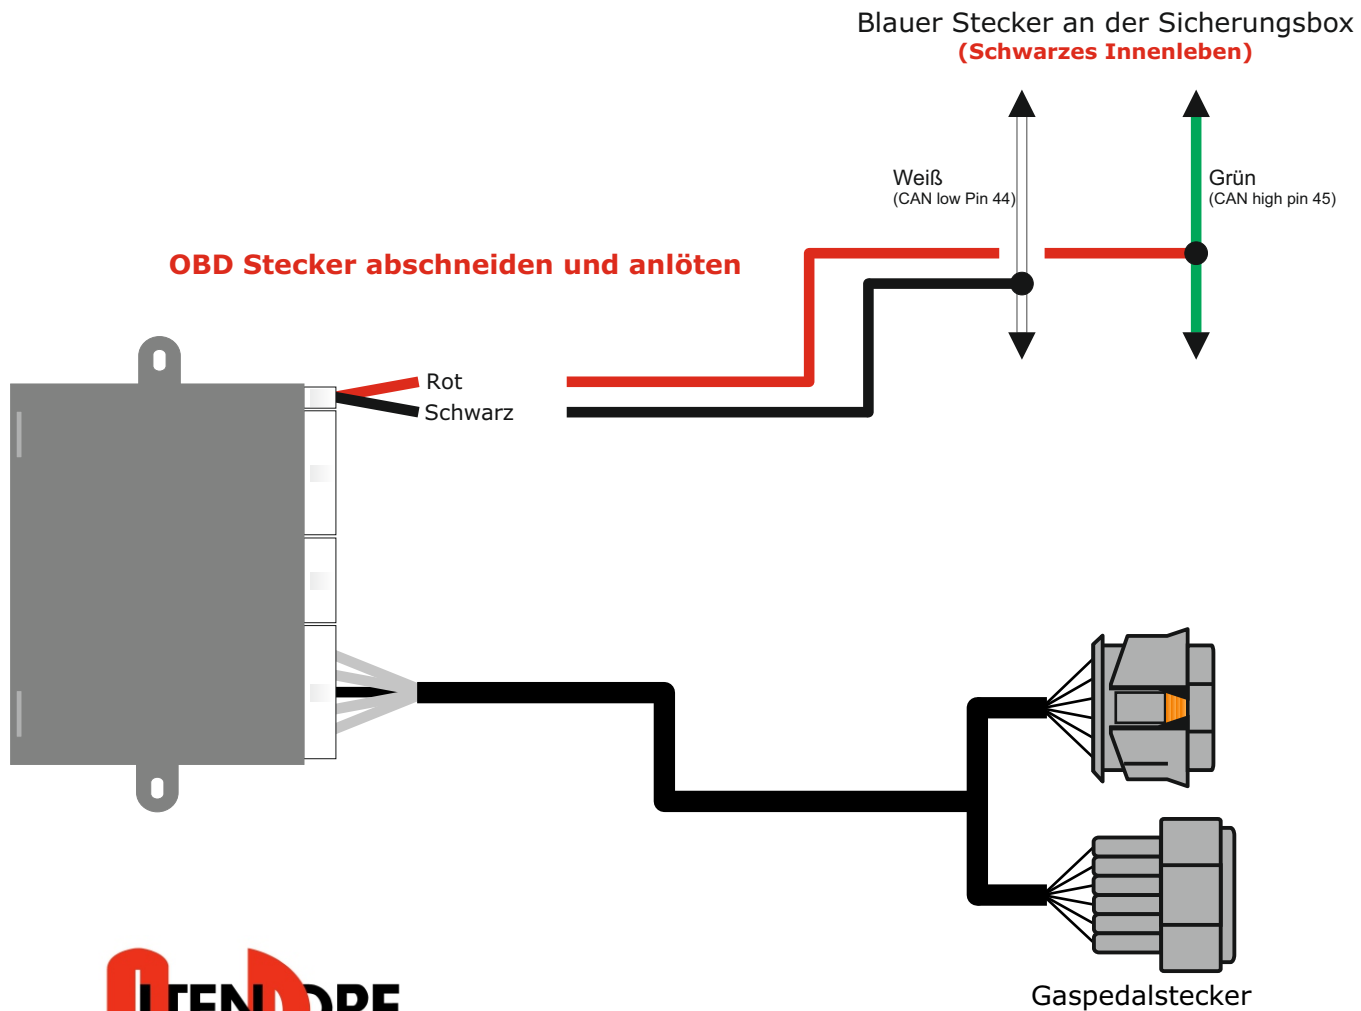 Blauer Stecker an der Sicherungsbox
(Schwarzes Innenleben)
Weiß
(CAN low Pin 44)
Grün
(CAN high pin 45)
OBD Stecker abschneiden und anlöten
Rot
Schwarz
Gaspedalstecker